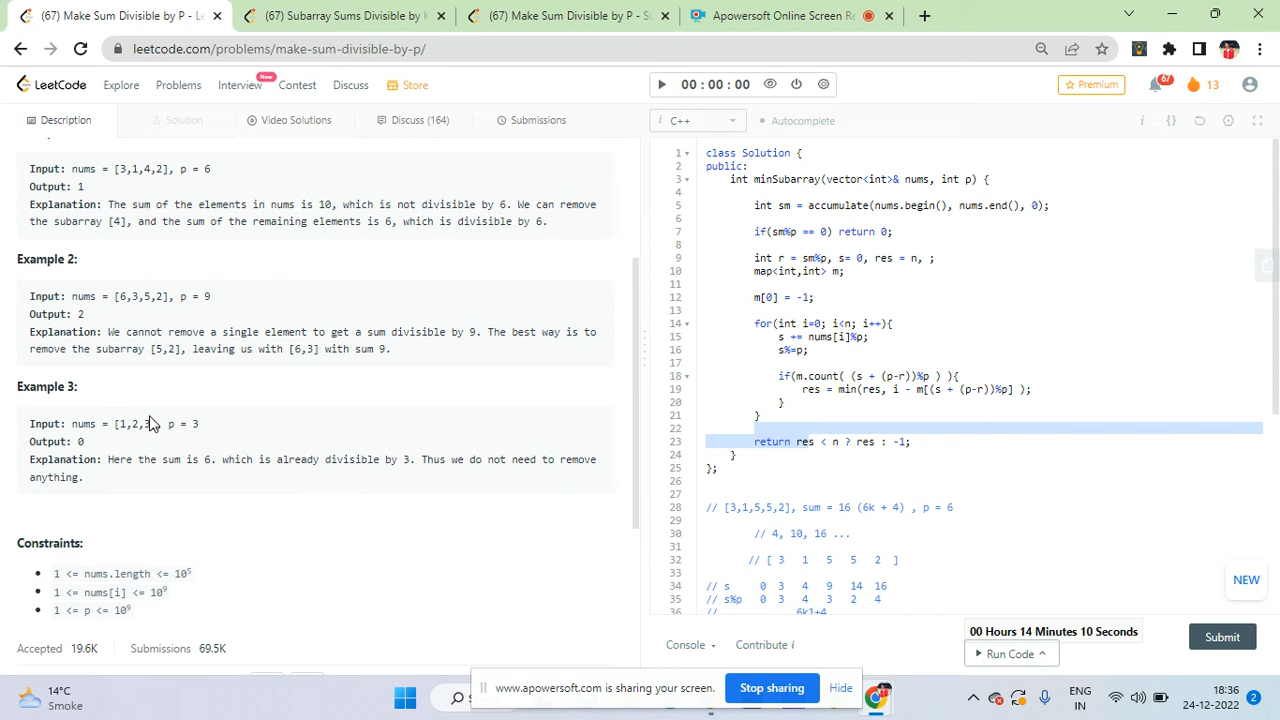 (67) Make Sum Divisible by P - Le
(67) Subarray Sums Divisible by K
(67) Make Sum Divisible by P - Su
Apowersoft Online Screen Re
leetcode.com/problems/make-sum-divisible-by-p/
LeetCode
Explore
Problems
Interview
New
Contest
Discuss
Store
00 : 00 : 00
Premium
67
13
Description
Solution
Video Solutions
Discuss (164)
Submissions
C++
Autocomplete
Input: nums = [3,1,4,2], p = 6
Output: 1
Explanation: The sum of the elements in nums is 10, which is not divisible by 6. We can remove
the subarray [4], and the sum of the remaining elements is 6, which is divisible by 6.
Example 2:
Input: nums = [6,3,5,2], p = 9
Output: 2
Explanation: We cannot remove a single element to get a sum divisible by 9. The best way is to
remove the subarray [5,2], leaving us with [6,3] with sum 9.
Example 3:
Input: nums = [1,2,3], p = 3
Output: 0
Explanation: Here the sum is 6. which is already divisible by 3. Thus we do not need to remove
anything.
Constraints:
1 <= nums.length <= 10⁵
1 <= nums[i] <= 10⁹
1 <= p <= 10⁹
Accepted 19.6K Submissions 69.5K
1 class Solution {
2 public:
3 int minSubarray(vector<int>& nums, int p) {
4
5 int sm = accumulate(nums.begin(), nums.end(), 0);
6
7 if(sm%p == 0) return 0;
8
9 int r = sm%p, s= 0, res = n, ;
10 map<int,int> m;
11
12 m[0] = -1;
13
14 for(int i=0; i<n; i++){
15 s += nums[i]%p;
16 s%=p;
17
18 if(m.count( (s + (p-r))%p ) ){
19 res = min(res, i - m[(s + (p-r))%p] );
20 }
21 }
22
23 return res < n ? res : -1;
24 }
25 };
26
27
28 // [3,1,5,5,2], sum = 16 (6k + 4) , p = 6
29
30 // 4, 10, 16 ...
31
32 // [ 3 1 5 5 2 ]
33
34 // s 0 3 4 9 14 16
35 // s%p 0 3 4 3 2 4
36 // 6k1+4
NEW
00 Hours 14 Minutes 10 Seconds
Console
Contribute i
Run Code
Submit
www.apowersoft.com is sharing your screen.
Stop sharing
Hide
14°C
Smoke
S
ENG
IN
18:36
24-12-2022
2